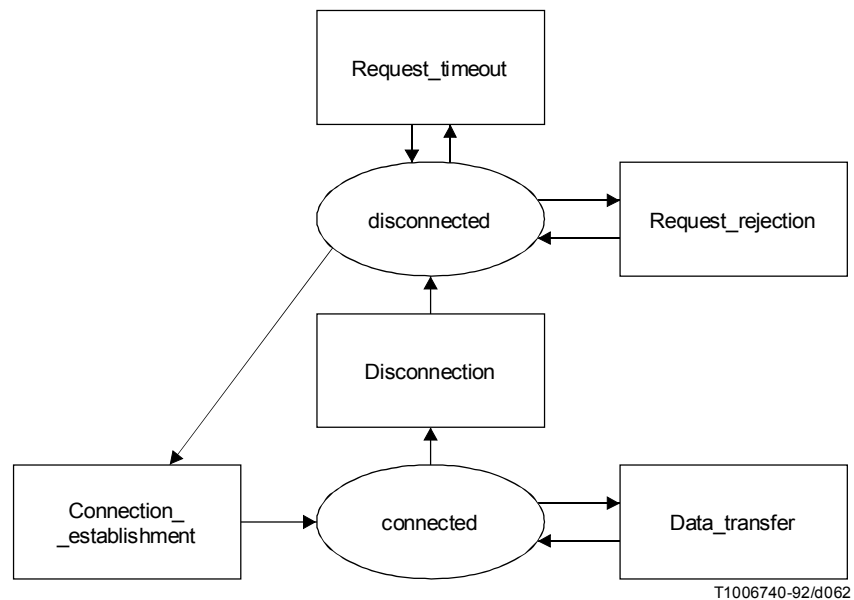 Request_timeout
disconnected
Request_rejection
Disconnection
Connection_
_establishment
connected
Data_transfer
T1006740-92/d062